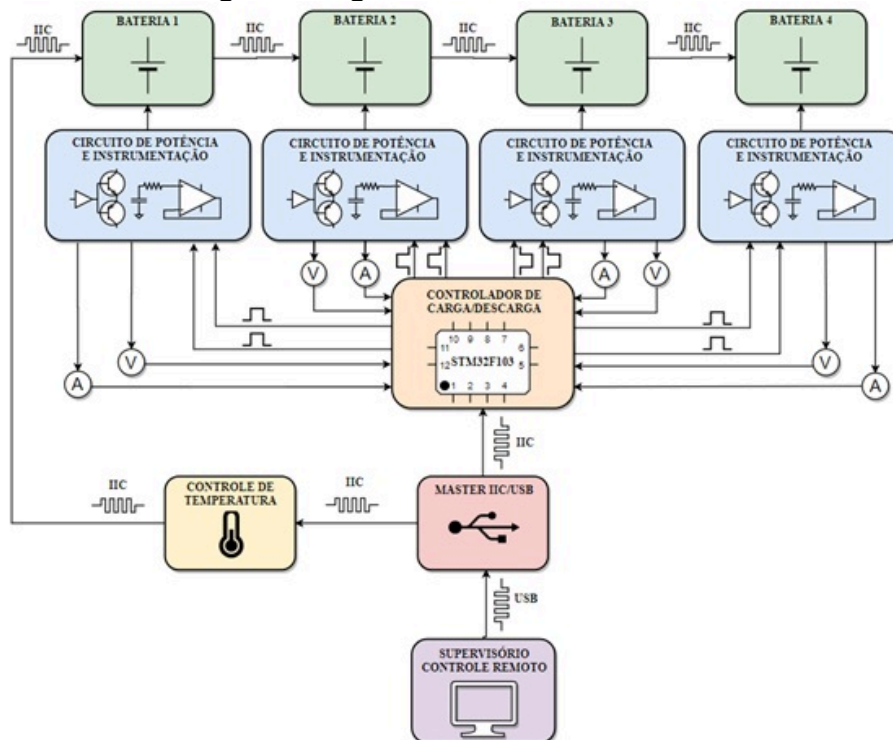 BATERIA 1
BATERIA 2
BATERIA 3
BATERIA 4
IIC
IIC
IIC
IIC
CIRCUITO DE POTÊNCIA
E INSTRUMENTAÇÃO
CIRCUITO DE POTÊNCIA
E INSTRUMENTAÇÃO
CIRCUITO DE POTÊNCIA
E INSTRUMENTAÇÃO
CIRCUITO DE POTÊNCIA
E INSTRUMENTAÇÃO
V
A
A
V
CONTROLADOR DE
CARGA/DESCARGA
10 9 8 7
11
6
12
STM32F103
5
1 2 3 4
V
A
V
A
IIC
IIC
IIC
CONTROLE DE
TEMPERATURA
MASTER IIC/USB
USB
SUPERVISÓRIO
CONTROLE REMOTO